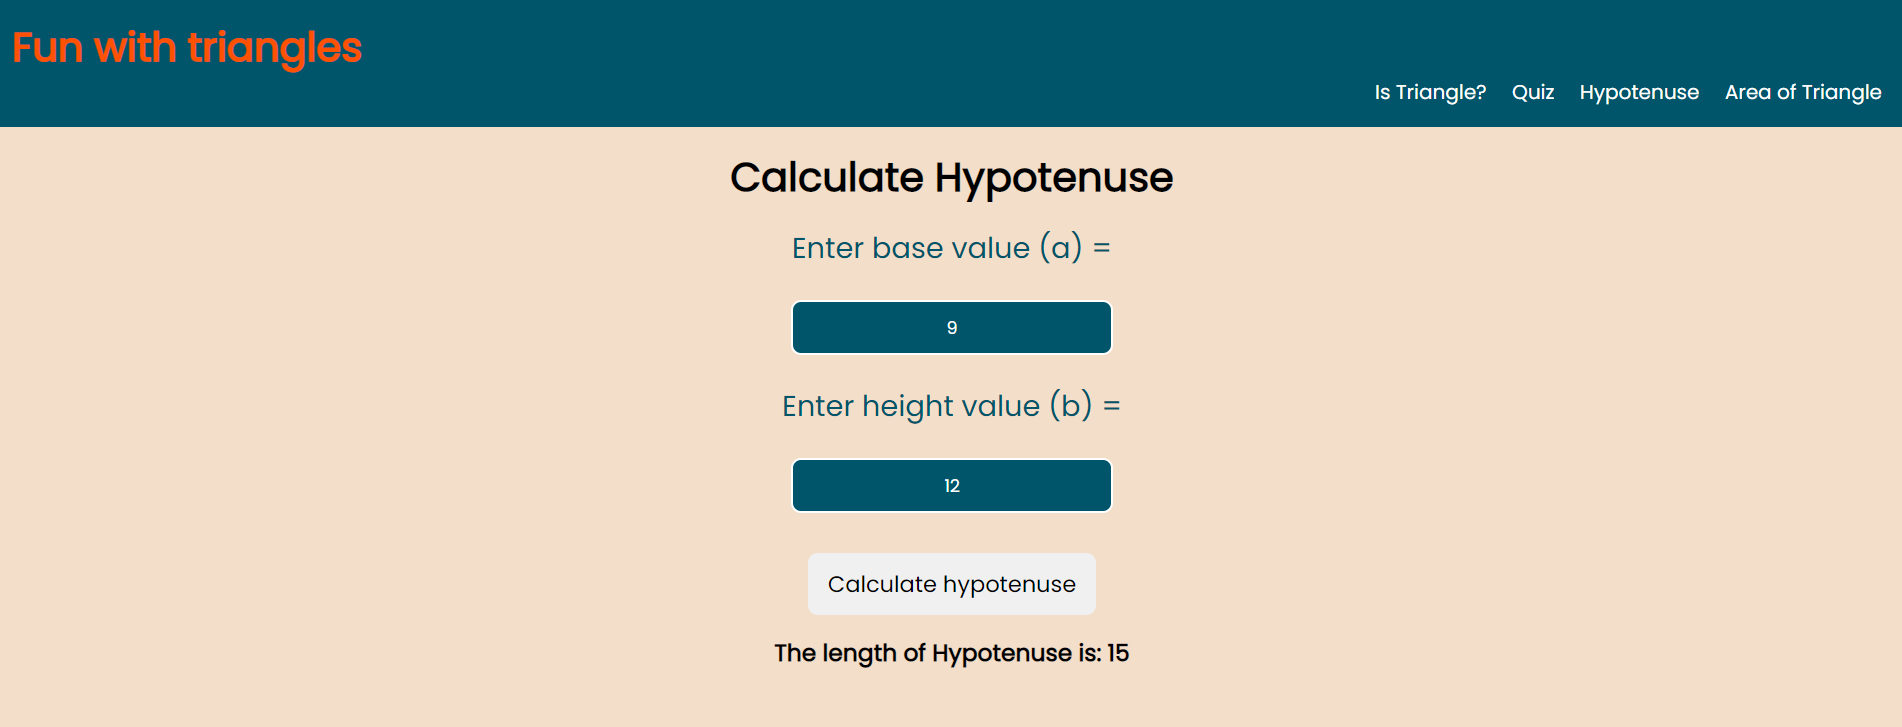 Fun with triangles
Is Triangle? Quiz Hypotenuse Area of Triangle
Calculate Hypotenuse
Enter base value (a) =
9
Enter height value (b) =
12
Calculate hypotenuse
The length of Hypotenuse is: 15